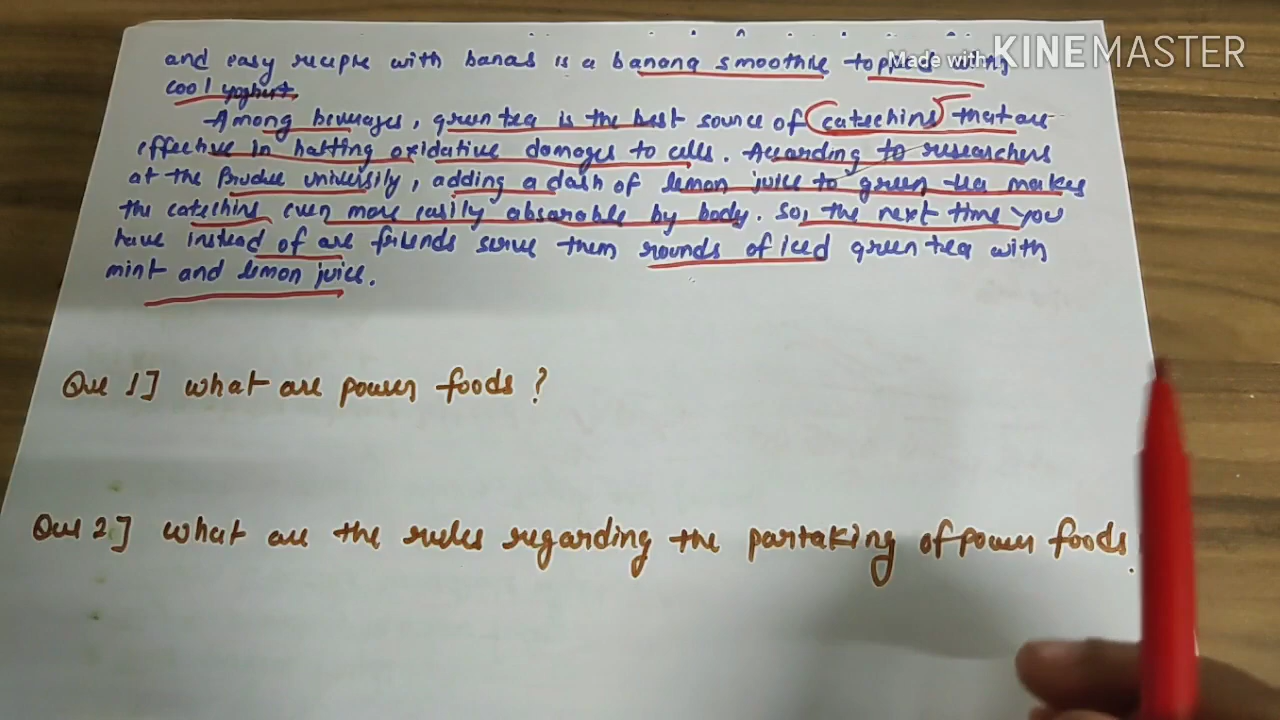 and easy recipie with banas is a banana smoothie topped with
cool yoghurt.
Among beverages, green tea is the best source of (catechins) that are
effective in halting oxidative damages to cells. According to researchers
at the Prudue university, adding a dash of lemon juice to green tea makes
the catechins even more easily absorable by body. So, the next time you
have instead of are friends serve them rounds of iced green tea with
mint and lemon juice.
Que 1] what are power foods ?
Que 2] what are the rules regarding the partaking of power foods.
Made with KINEMASTER